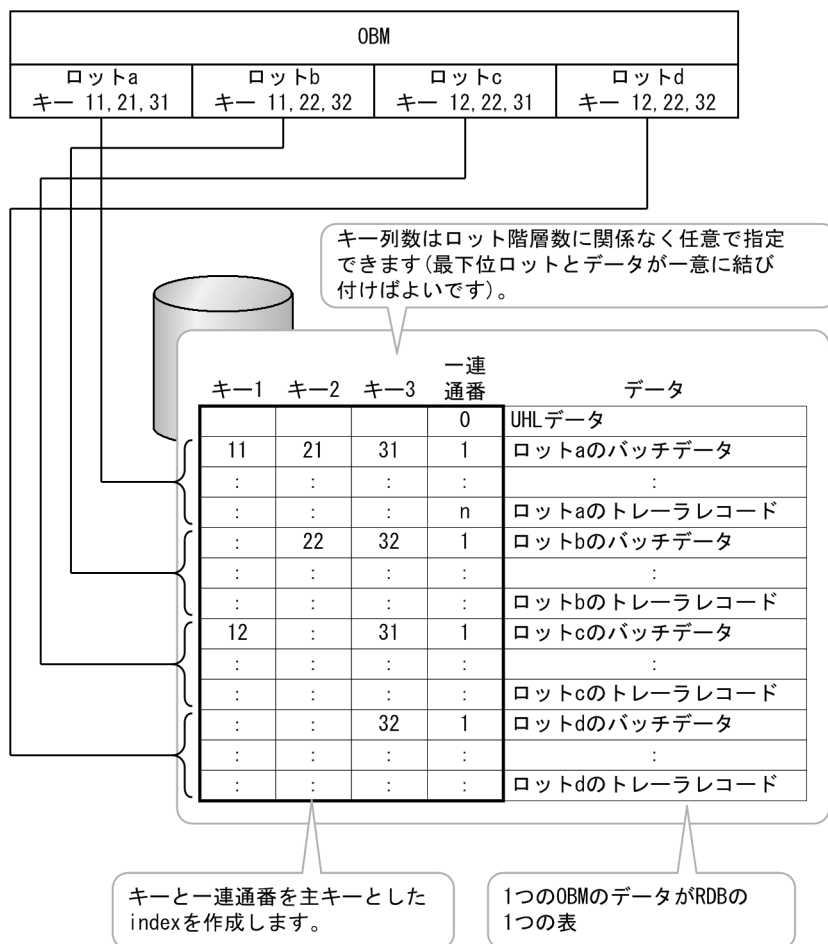 OBM
ロットa ロットb ロットc ロットd
キー 11,21,31 キー 11,22,32 キー 12,22,31 キー 12,22,32
キー列数はロット階層数に関係なく任意で指定
できます(最下位ロットとデータが一意に結び
付けばよいです)。
キー1 キー2 キー3 一連 データ
通番
0 UHLデータ
11 21 31 1 ロットaのバッチデータ
: : : : :
: : : n ロットaのトレーラレコード
: 22 32 1 ロットbのバッチデータ
: : : : :
: : : : ロットbのトレーラレコード
12 : 31 1 ロットcのバッチデータ
: : : : :
: : : : ロットcのトレーラレコード
: : 32 1 ロットdのバッチデータ
: : : : :
: : : : ロットdのトレーラレコード
キーと一連通番を主キーとした
indexを作成します。
1つのOBMのデータがRDBの
1つの表